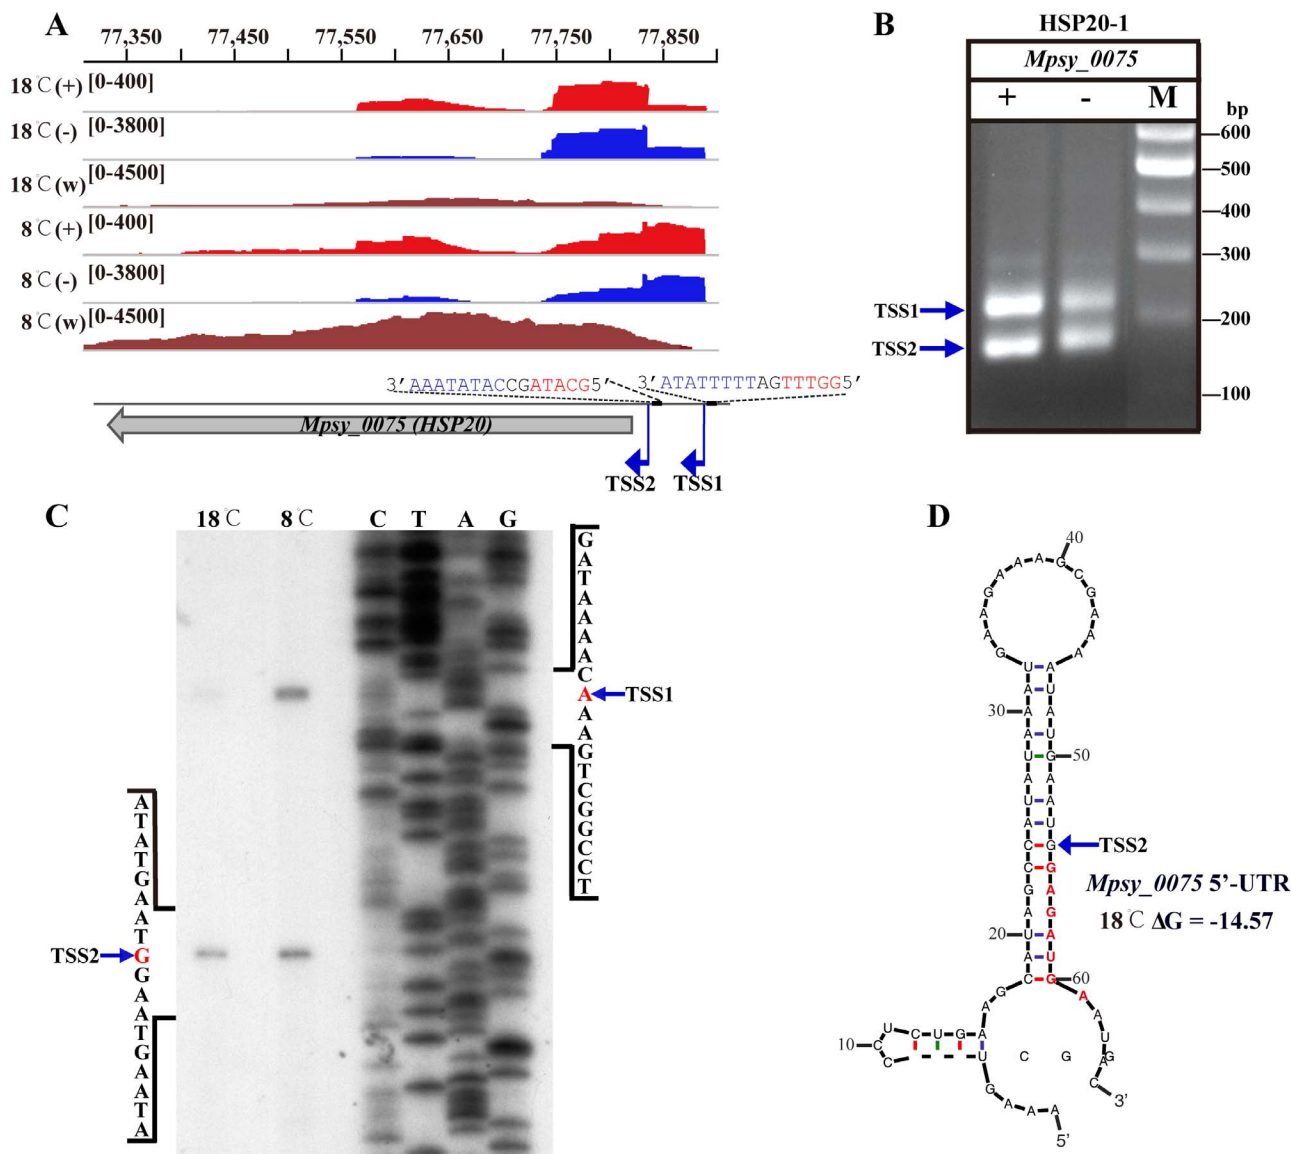 A
77,350 77,450 77,550 77,650 77,750 77,850
18℃(+) [0-400]
18℃(-) [0-3800]
18℃(w) [0-4500]
8℃(+) [0-400]
8℃(-) [0-3800]
8℃(w) [0-4500]
3'AAATATACCGATACG5' 3'ATATTTTTAGTTTGG5'
Mpsy_0075 (HSP20)
TSS2 TSS1
B
HSP20-1
Mpsy_0075
+ - M
bp
600
500
400
300
TSS1
200
TSS2
100
C
18℃ 8℃ C T A G
GATAAAACAAAGTCGGCCT
TSS1
ATATGAATGGAATGAATA
TSS2
D
40
30
50
TSS2
Mpsy_0075 5'-UTR
18℃ ΔG = -14.57
20
60
10
AAAGUCCCUCUGAAGCAUAGCCAUAUAAAUGAAGAAAGCGAAAAUAUGAAUGGAGAUGAAUG
C G
3'
5'